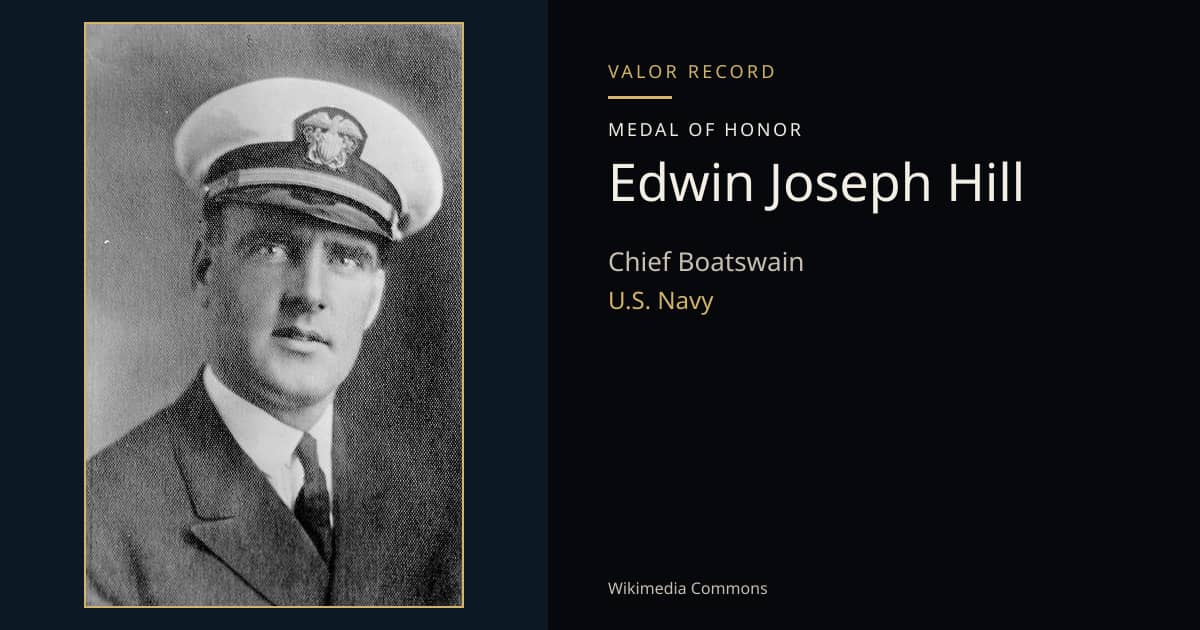 VALOR RECORD
MEDAL OF HONOR
Edwin Joseph Hill
Chief Boatswain
U.S. Navy
Wikimedia Commons